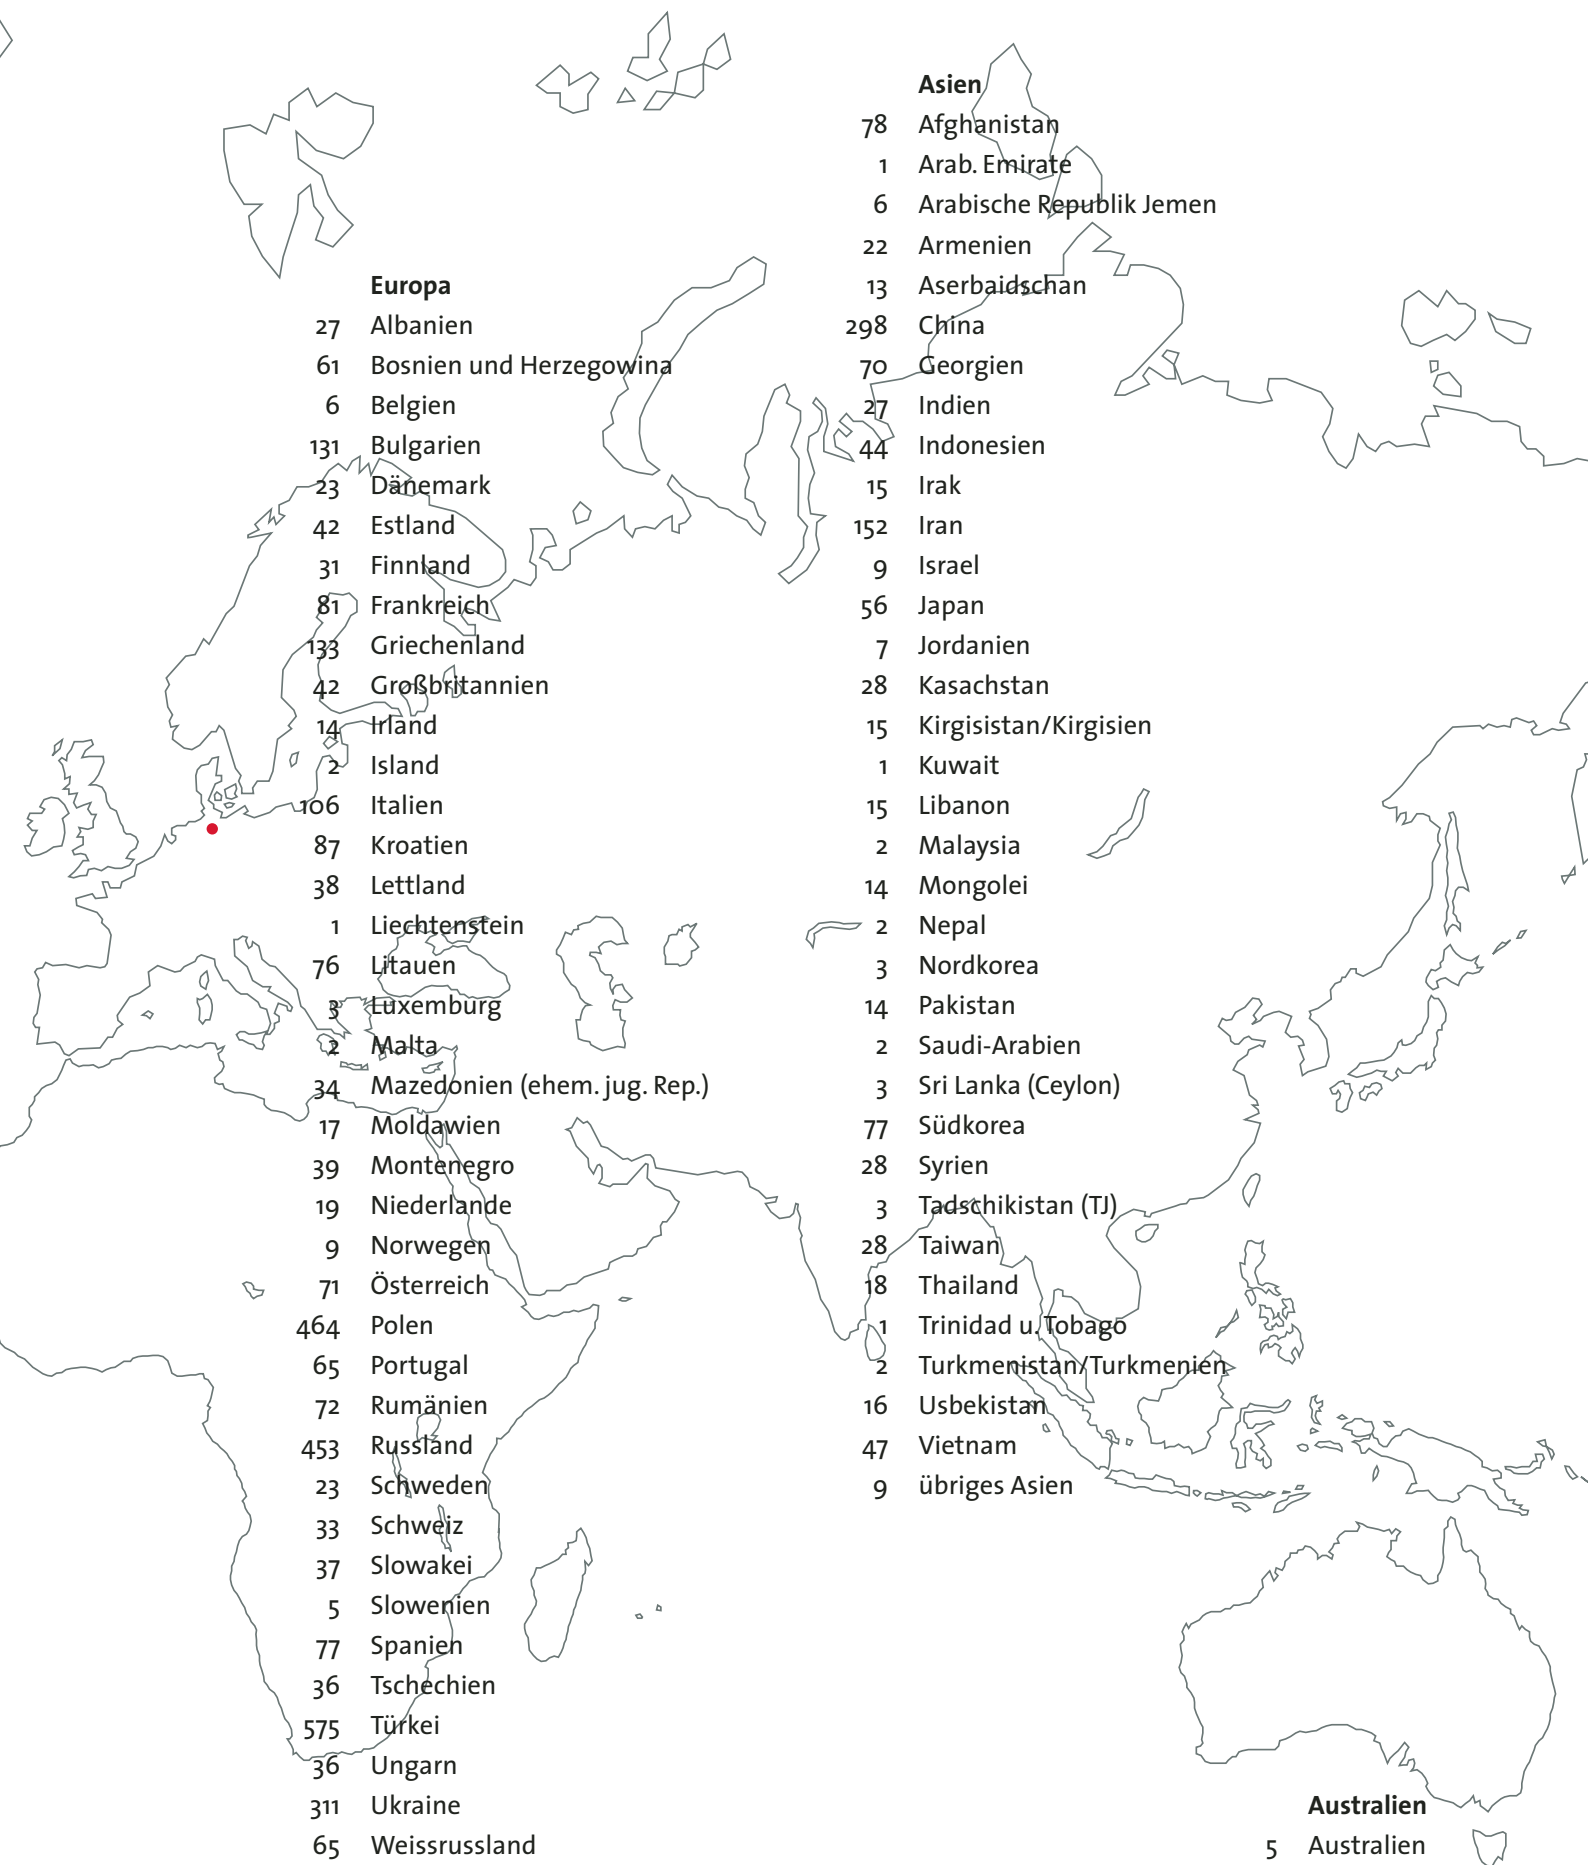 Europa
27 Albanien
61 Bosnien und Herzegowina
6 Belgien
131 Bulgarien
23 Dänemark
42 Estland
31 Finnland
81 Frankreich
133 Griechenland
42 Großbritannien
14 Irland
2 Island
106 Italien
87 Kroatien
38 Lettland
1 Liechtenstein
76 Litauen
3 Luxemburg
2 Malta
34 Mazedonien (ehem. jug. Rep.)
17 Moldawien
39 Montenegro
19 Niederlande
9 Norwegen
71 Österreich
464 Polen
65 Portugal
72 Rumänien
453 Russland
23 Schweden
33 Schweiz
37 Slowakei
5 Slowenien
77 Spanien
36 Tschechien
575 Türkei
36 Ungarn
311 Ukraine
65 Weissrussland
Asien
78 Afghanistan
1 Arab. Emirate
6 Arabische Republik Jemen
22 Armenien
13 Aserbaidschan
298 China
70 Georgien
27 Indien
44 Indonesien
15 Irak
152 Iran
9 Israel
56 Japan
7 Jordanien
28 Kasachstan
15 Kirgisistan/Kirgisien
1 Kuwait
15 Libanon
2 Malaysia
14 Mongolei
2 Nepal
3 Nordkorea
14 Pakistan
2 Saudi-Arabien
3 Sri Lanka (Ceylon)
77 Südkorea
28 Syrien
3 Tadschikistan (TJ)
28 Taiwan
18 Thailand
1 Trinidad u. Tobago
2 Turkmenistan/Turkmenien
16 Usbekistan
47 Vietnam
9 übriges Asien
Australien
5 Australien